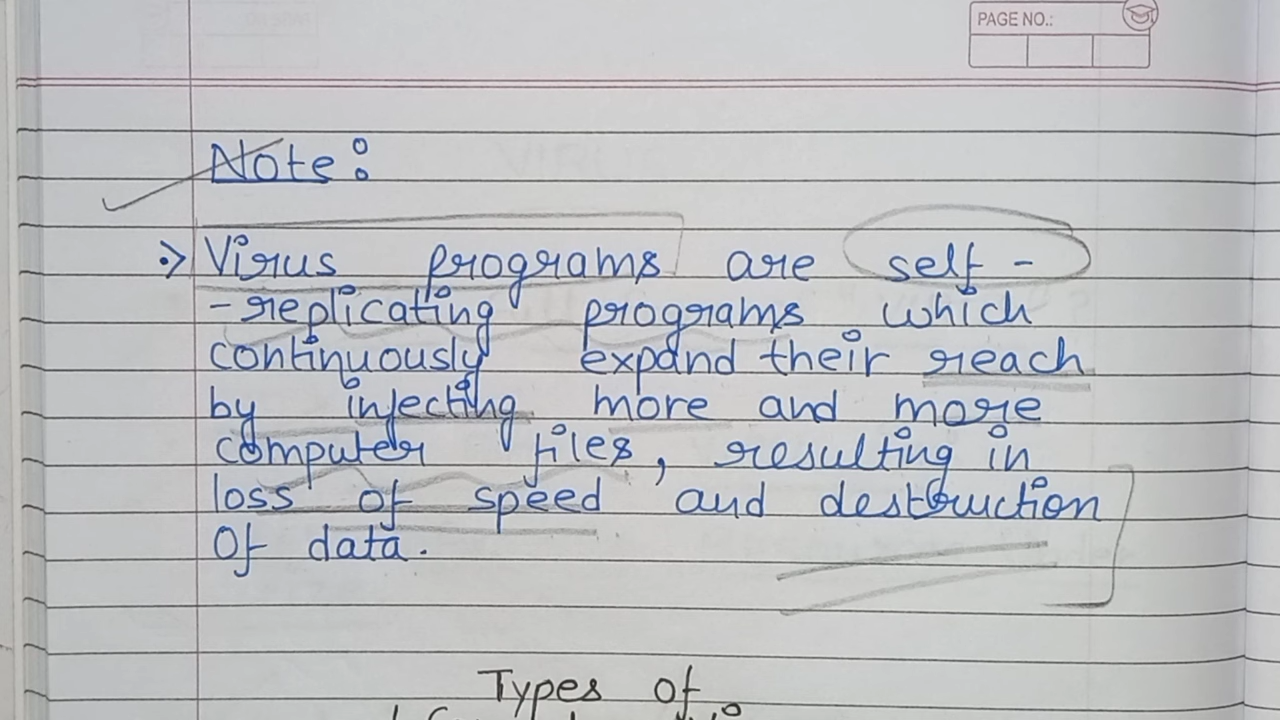 PAGE NO.:
Note:
Virus programs are self-
-replicating programs which
continuously expand their reach
by injecting more and more
computer files, resulting in
loss of speed and destruction
of data.
Types of